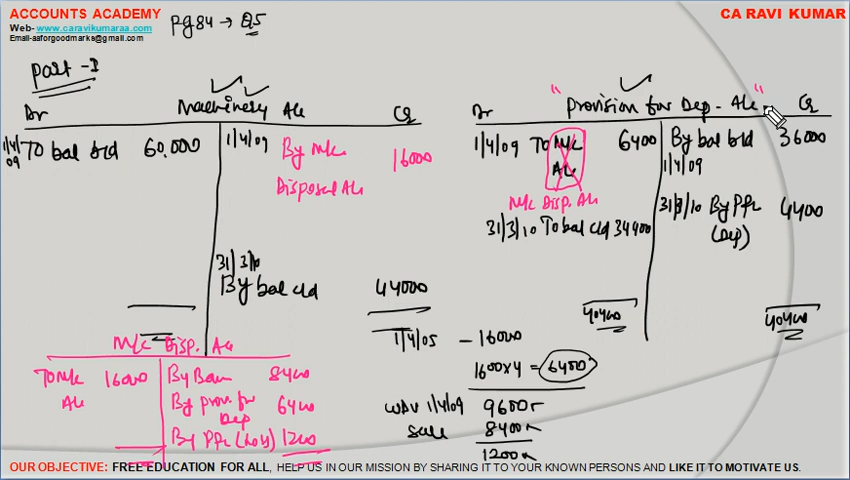 ACCOUNTS ACADEMY
Web- www.caravikumaraa.com
Email-aaforgoodmarks@gmail.com
Pg84 → Q5
CA RAVI KUMAR
Part-I
Dr Machinery A/c Cr
1/4/09 To bal b/d 60,000
1/4/09 By M/c Disposal A/c 16000
31/3/10 By bal c/d 44000
Dr "Provision for Dep. A/c" Cr
1/4/09 To M/c A/c 6400
M/c Disp. A/c
31/3/10 To bal c/d 34400
40400
By bal b/d 36000
1/4/09
31/3/10 By P/L (Dep) 4400
40400
M/c Disp. A/c
To M/c A/c 16000
By Bank 8400
By prov. for Dep 6400
By P/L (loss) 1200
1/4/05 - 16000
1600x4 = 6400
WDV 1/4/09 9600
Sale 8400
1200
OUR OBJECTIVE: FREE EDUCATION FOR ALL, HELP US IN OUR MISSION BY SHARING IT TO YOUR KNOWN PERSONS AND LIKE IT TO MOTIVATE US.